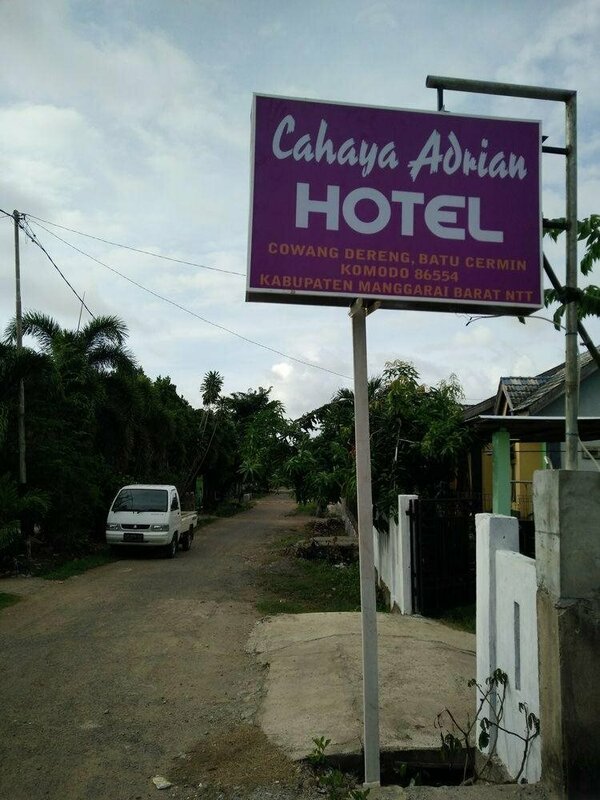 Cahaya Adrian
HOTEL
COWANG DERENG, BATU CERMIN
KOMODO 86554
KABUPATEN MANGGARAI BARAT NTT